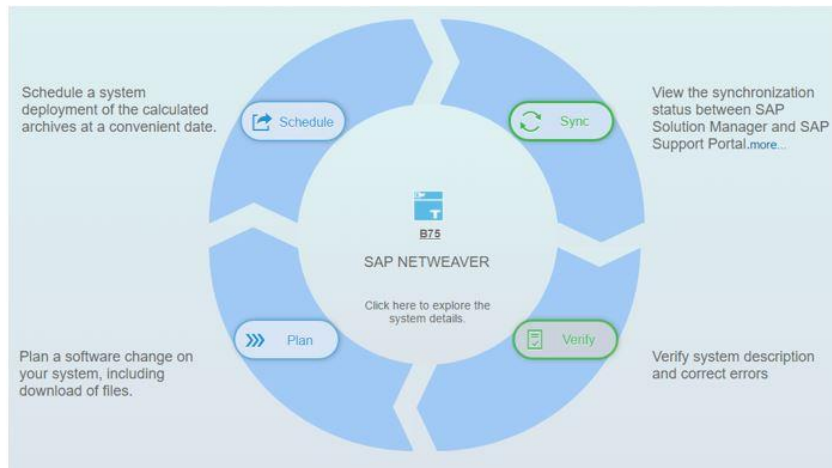 Schedule a system
deployment of the calculated
archives at a convenient date.
Schedule
Sync
View the synchronization
status between SAP
Solution Manager and SAP
Support Portal.more...
B75
SAP NETWEAVER
Click here to explore the
system details.
Plan a software change on
your system, including
download of files.
Plan
Verify
Verify system description
and correct errors